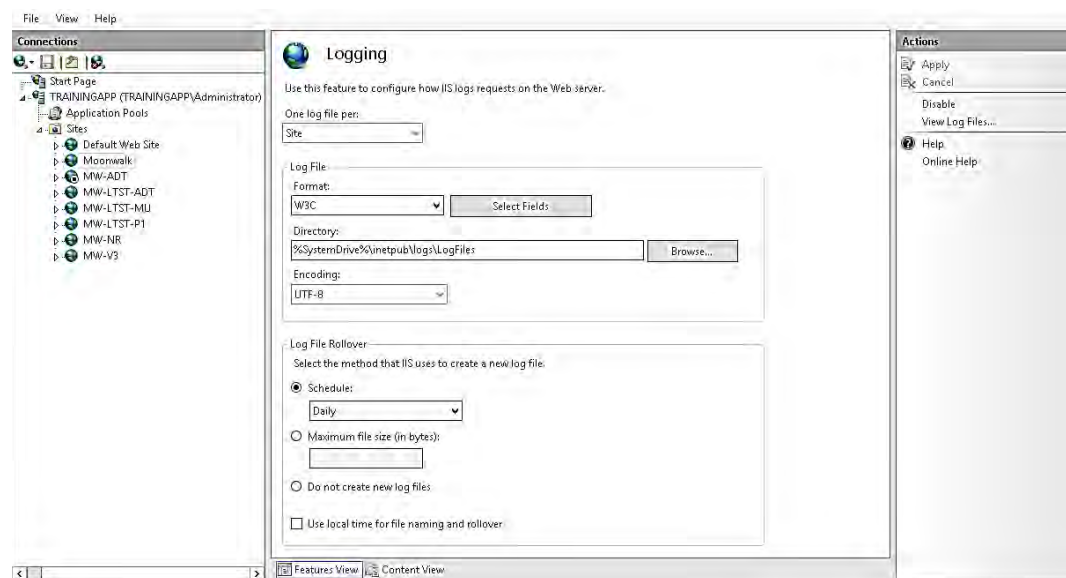 File View Help
Connections
Start Page
TRAININGAPP (TRAININGAPP\Administrator)
Application Pools
Sites
Default Web Site
Moonwalk
MW-ADT
MW-LTST-ADT
MW-LTST-MU
MW-LTST-P1
MW-NR
MW-V3
Logging
Use this feature to configure how IIS logs requests on the Web server.
One log file per:
Site
Log File
Format:
W3C
Select Fields
Directory:
%SystemDrive%\inetpub\logs\LogFiles
Browse...
Encoding:
UTF-8
Log File Rollover
Select the method that IIS uses to create a new log file.
Schedule:
Daily
Maximum file size (in bytes):
Do not create new log files
Use local time for file naming and rollover
Features View Content View
Actions
Apply
Cancel
Disable
View Log Files...
Help
Online Help